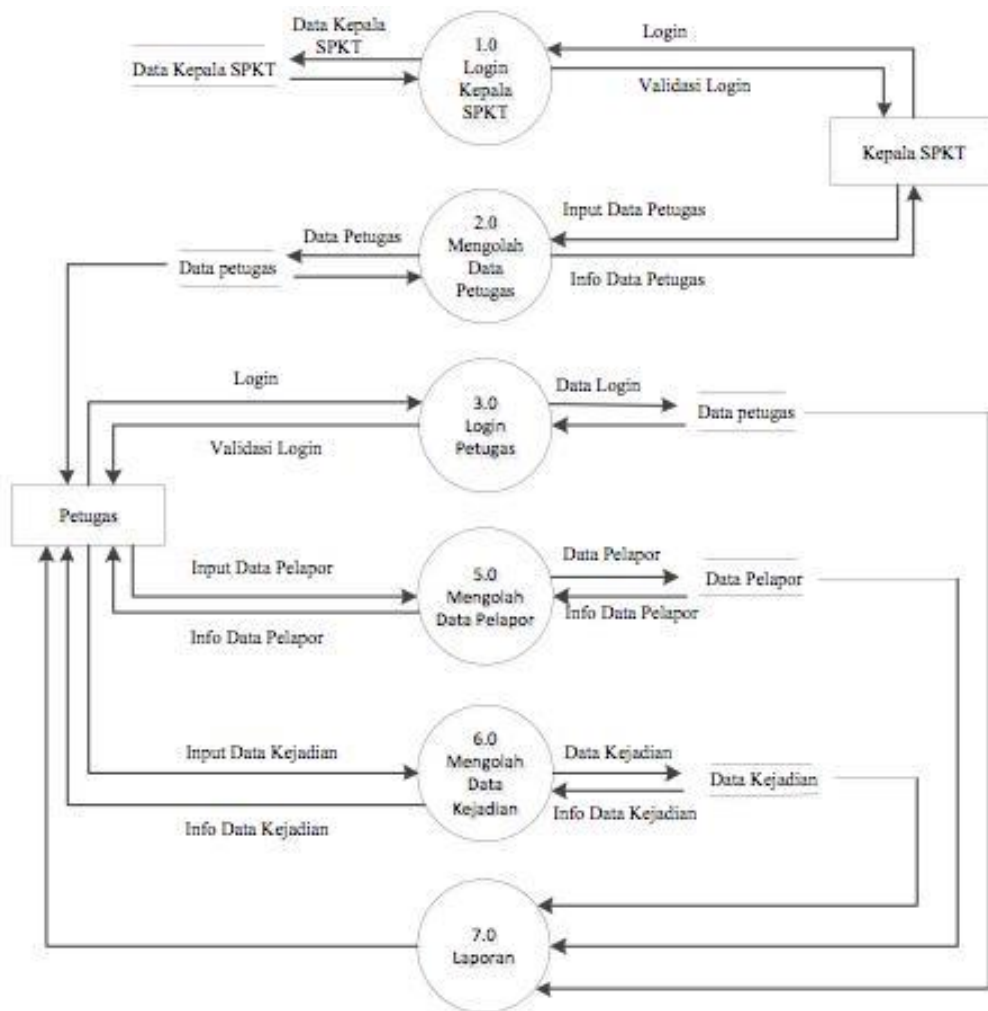 Data Kepala
SPKT
Data Kepala SPKT
1.0
Login
Kepala
SPKT
Login
Validasi Login
Kepala SPKT
Input Data Petugas
2.0
Mengolah
Data
Petugas
Data Petugas
Data petugas
Info Data Petugas
Login
3.0
Login
Petugas
Data Login
Data petugas
Validasi Login
Petugas
Input Data Pelapor
5.0
Mengolah
Data Pelapor
Data Pelapor
Data Pelapor
Info Data Pelapor
Info Data Pelapor
Input Data Kejadian
6.0
Mengolah
Data
Kejadian
Data Kejadian
Data Kejadian
Info Data Kejadian
Info Data Kejadian
7.0
Laporan